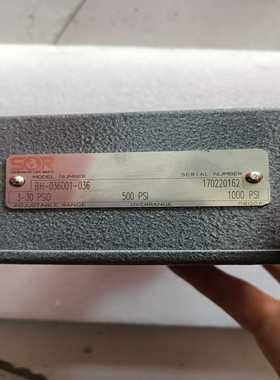 SOR
MODEL NUMBER SERIAL NUMBER
BH-036001-036 170220162
3-30 PSID 500 PSI 1000 PSI
ADJUSTABLE RANGE OVERRANGE PROOF